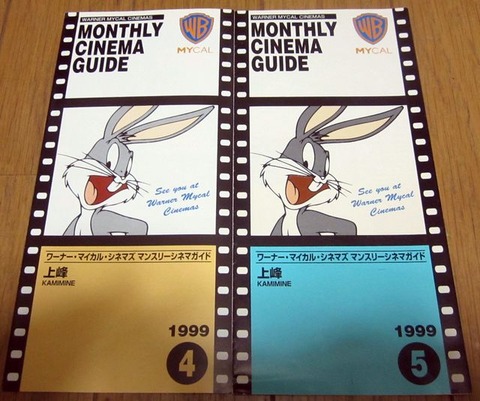 WARNER MYCAL CINEMAS
MONTHLY
CINEMA
GUIDE
WB
MYCAL
See you at
Warner Mycal
Cinemas
ワーナー・マイカル・シネマズ マンスリーシネマガイド
上峰
KAMIMINE
1999
4
WARNER MYCAL CINEMAS
MONTHLY
CINEMA
GUIDE
WB
MYCAL
See you at
Warner Mycal
Cinemas
ワーナー・マイカル・シネマズ マンスリーシネマガイド
上峰
KAMIMINE
1999
5